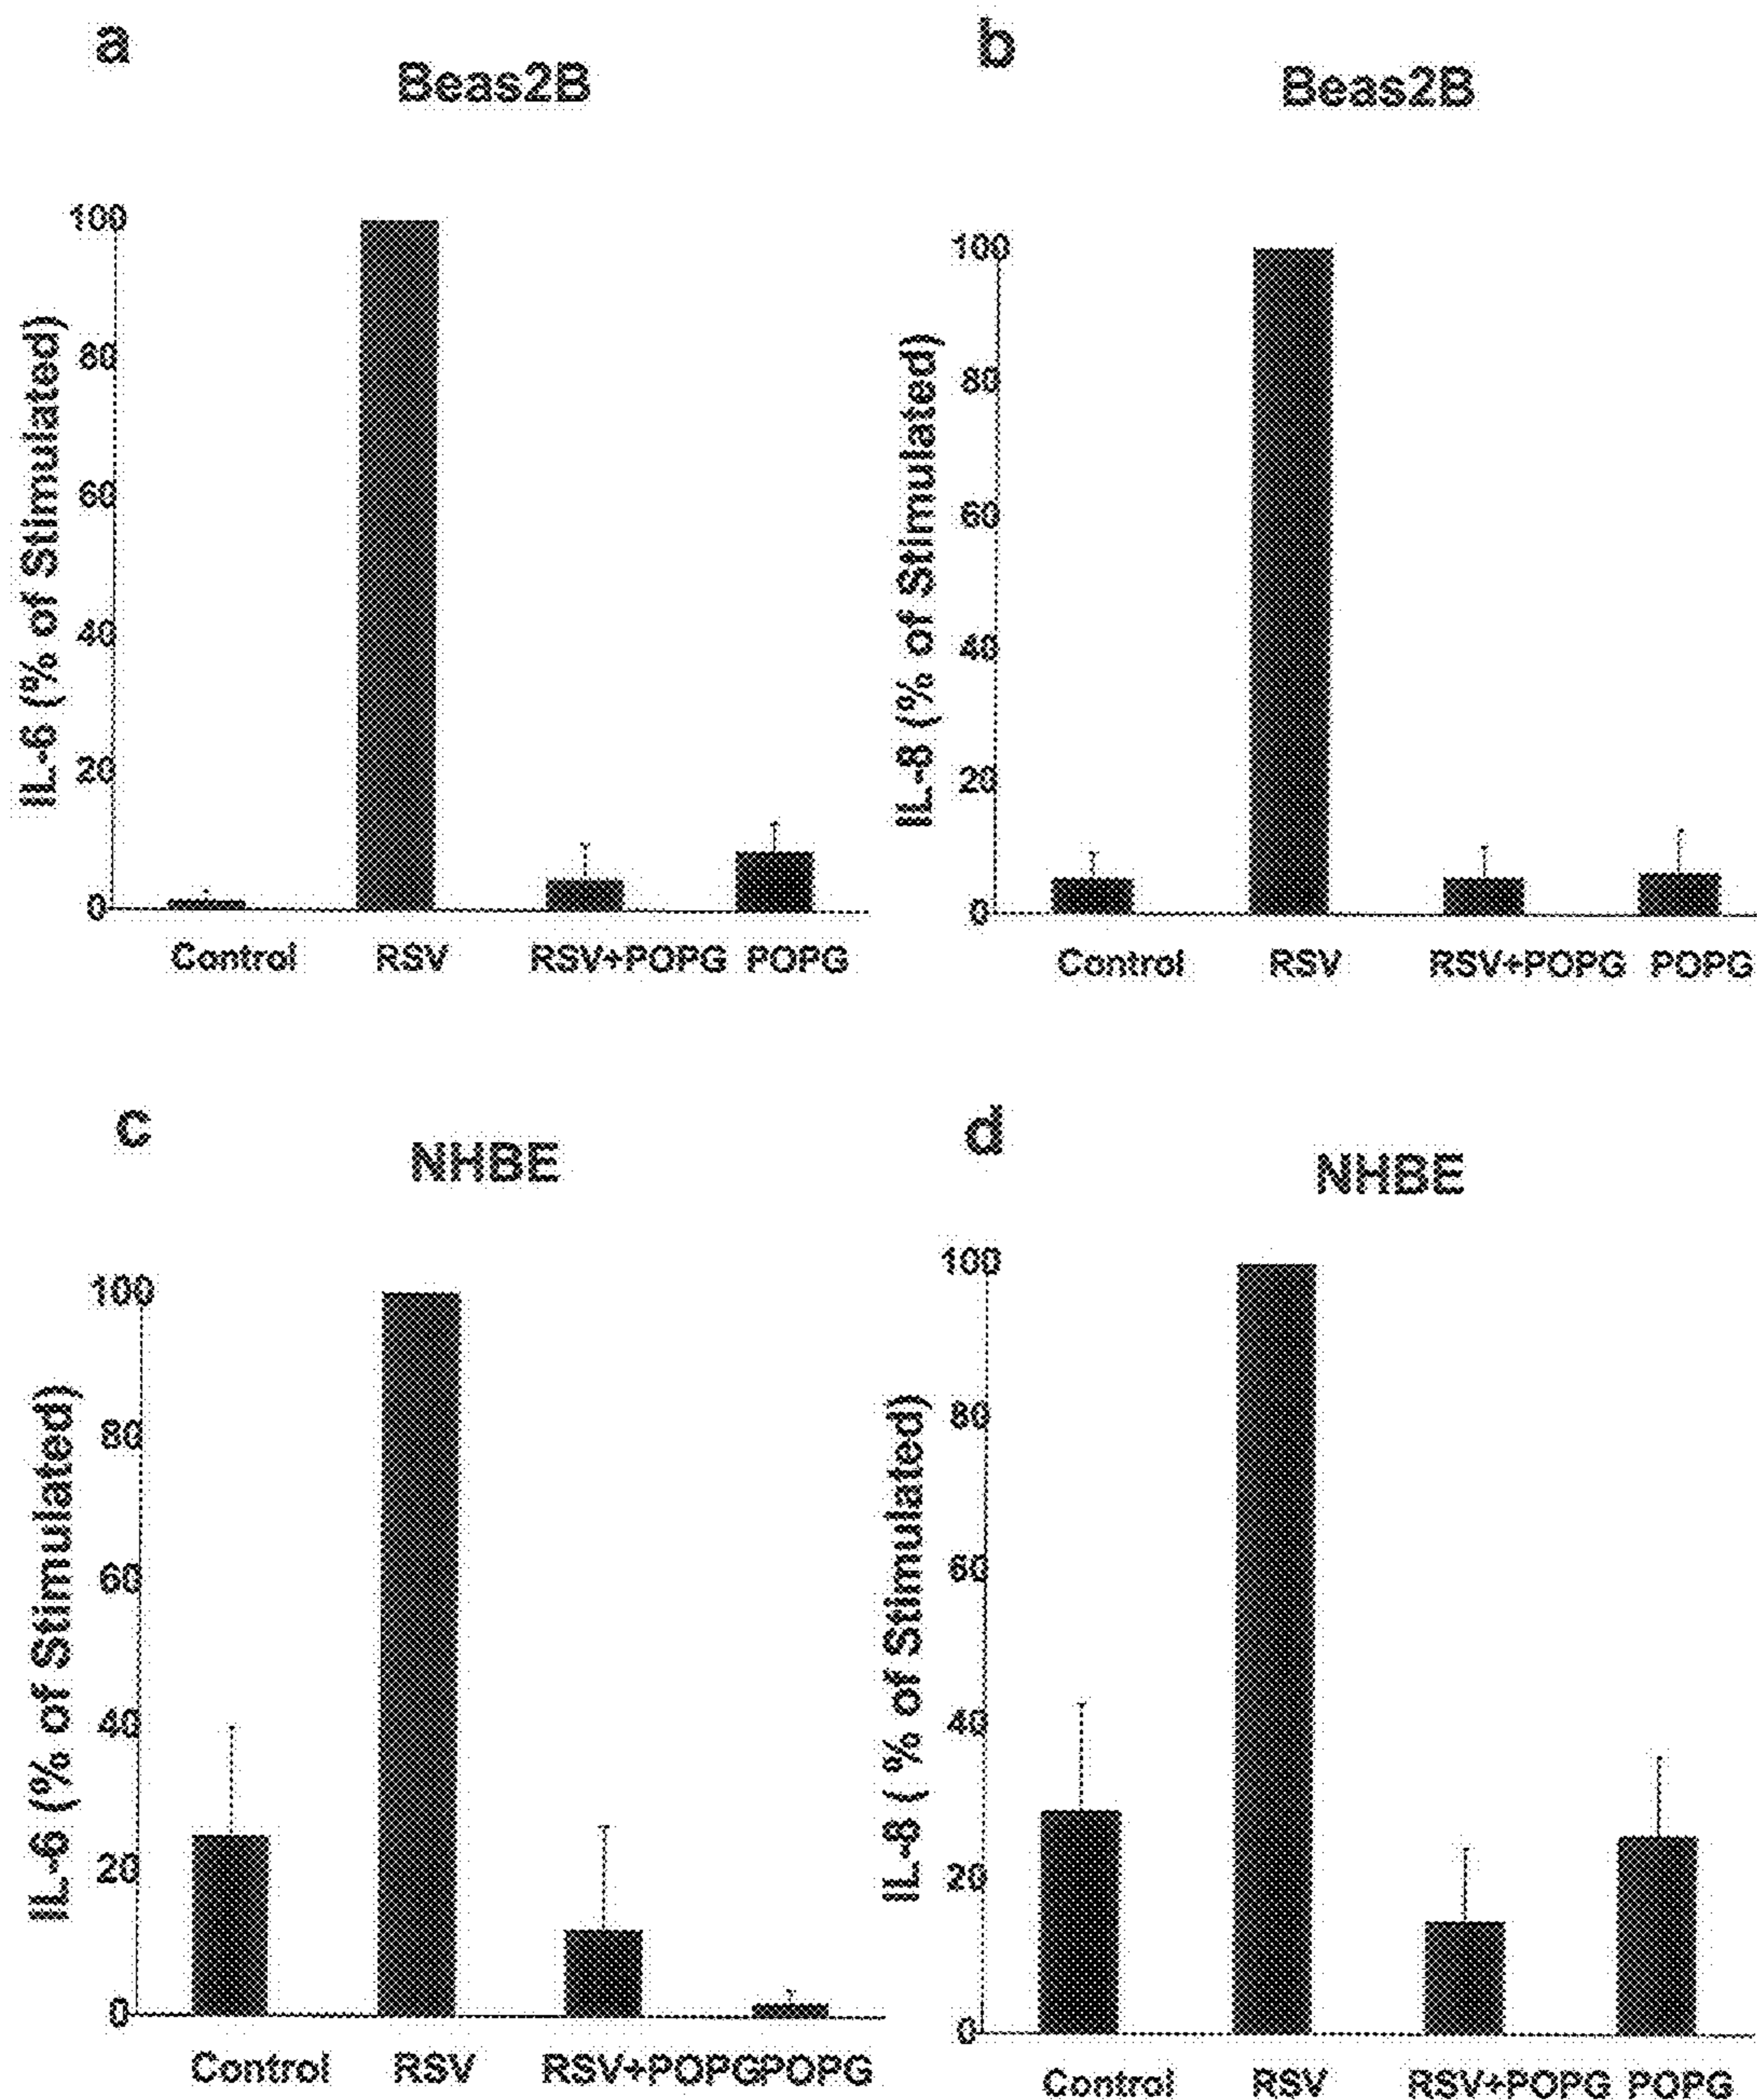 a
Beas2B
IL-6 (% of Stimulated)
100
80
60
40
20
0
Control RSV RSV+POPG POPG
b
Beas2B
IL-8 (% of Stimulated)
100
80
60
40
20
0
Control RSV RSV+POPG POPG
c
NHBE
IL-6 (% of Stimulated)
100
80
60
40
20
0
Control RSV RSV+POPG POPG
d
NHBE
IL-8 ( % of Stimulated)
100
80
60
40
20
0
Control RSV RSV+POPG POPG